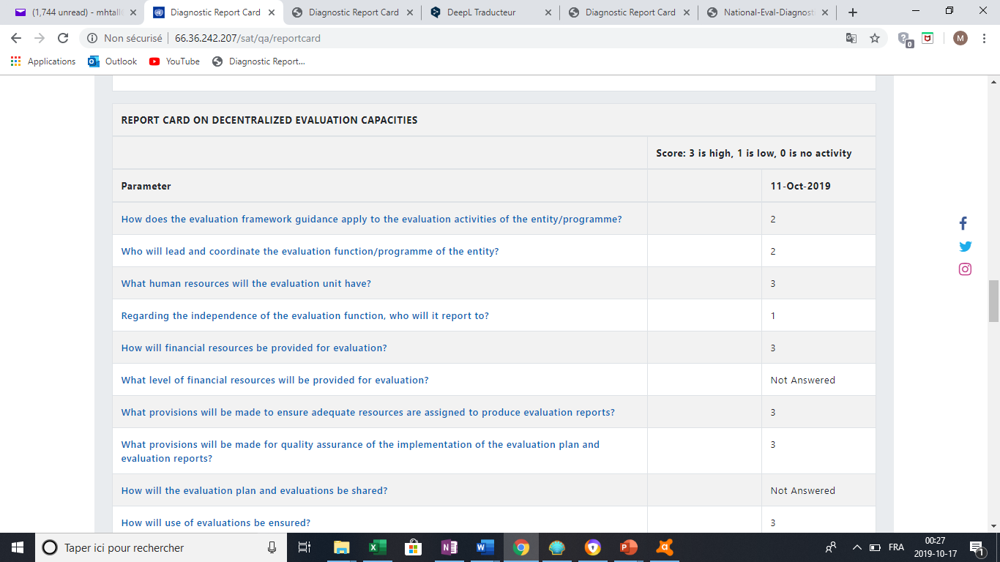 (1,744 unread) - mhtall
Diagnostic Report Card
Diagnostic Report Card
DeepL Traducteur
Diagnostic Report Card
National-Eval-Diagnost
Non sécurisé
66.36.242.207/sat/qa/reportcard
0
M
Applications
Outlook
YouTube
Diagnostic Report...
REPORT CARD ON DECENTRALIZED EVALUATION CAPACITIES
Score: 3 is high, 1 is low, 0 is no activity
Parameter
11-Oct-2019
How does the evaluation framework guidance apply to the evaluation activities of the entity/programme?
2
Who will lead and coordinate the evaluation function/programme of the entity?
2
What human resources will the evaluation unit have?
3
Regarding the independence of the evaluation function, who will it report to?
1
How will financial resources be provided for evaluation?
3
What level of financial resources will be provided for evaluation?
Not Answered
What provisions will be made to ensure adequate resources are assigned to produce evaluation reports?
3
What provisions will be made for quality assurance of the implementation of the evaluation plan and
evaluation reports?
3
How will the evaluation plan and evaluations be shared?
Not Answered
How will use of evaluations be ensured?
3
Taper ici pour rechercher
FRA
00:27
2019-10-17
1